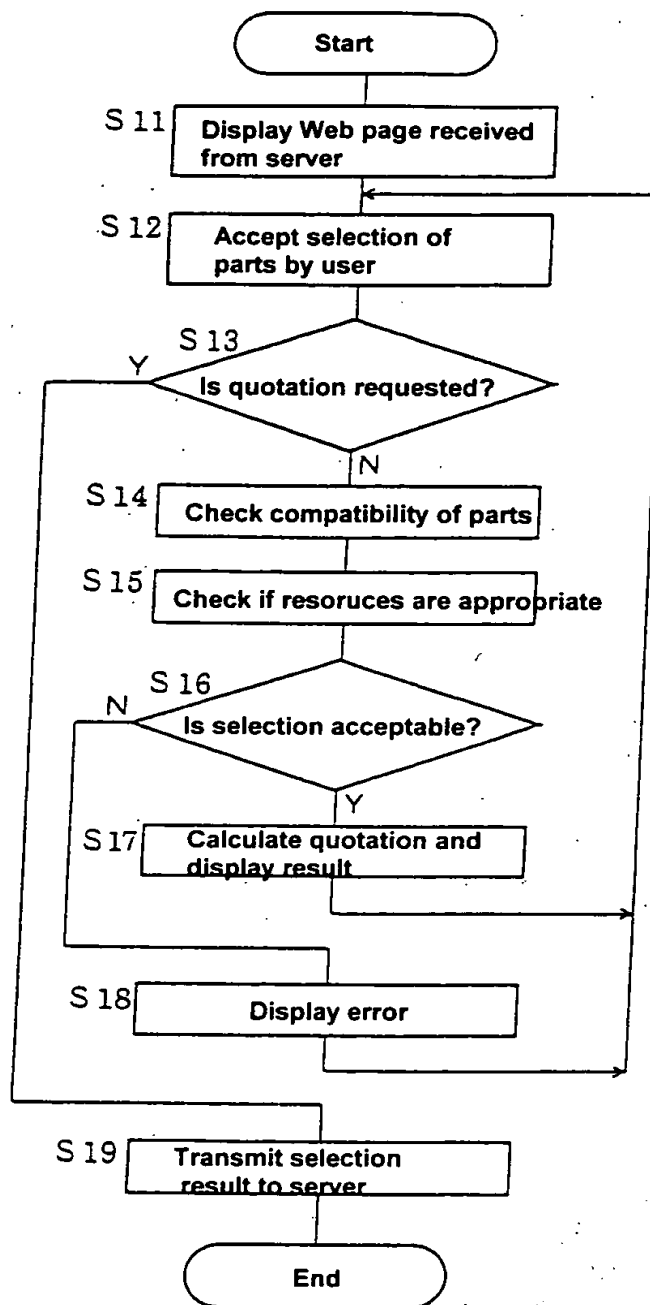 Start
S 11
Display Web page received
from server
S 12
Accept selection of
parts by user
S 13
Y
Is quotation requested?
N
S 14
Check compatibility of parts
S 15
Check if resoruces are appropriate
S 16
N
Is selection acceptable?
Y
S 17
Calculate quotation and
display result
S 18
Display error
S 19
Transmit selection
result to server
End